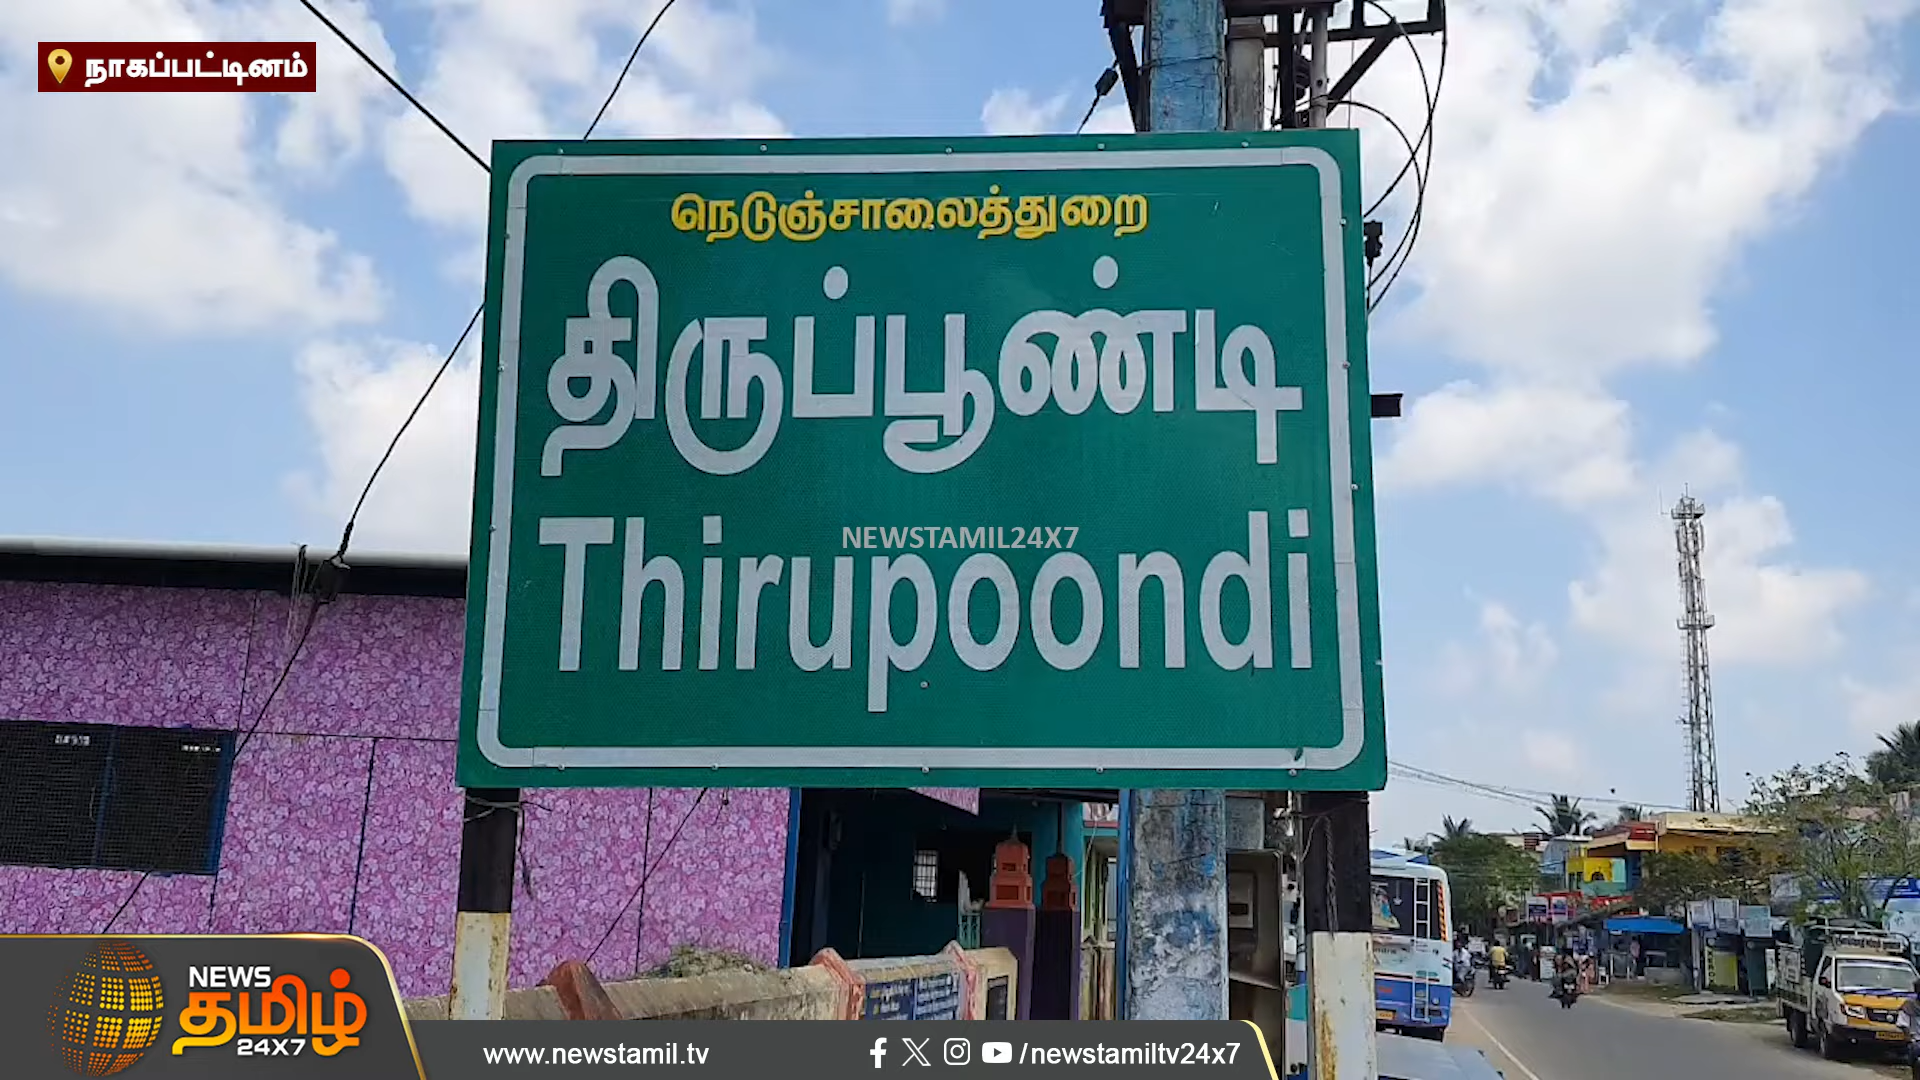 நாகப்பட்டினம்
நெடுஞ்சாலைத்துறை
திருப்பூண்டி
NEWSTAMIL24X7
Thirupoondi
NEWS
தமிழ்
24X7
www.newstamil.tv
/newstamiltv24x7